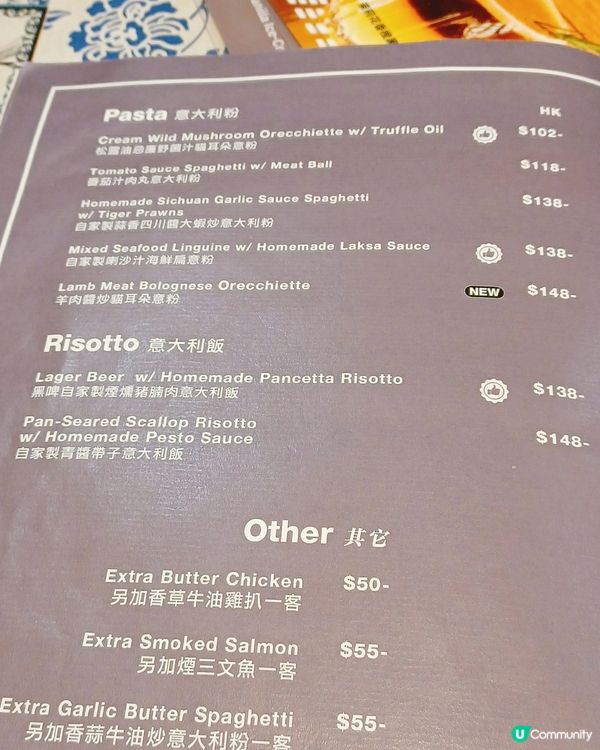 Vanilla Ice-C
Pasta 意大利粉
HK
Cream Wild Mushroom Orecchiette w/ Truffle Oil $102-
松露油忌廉野菌汁貓耳朵意粉
Tomato Sauce Spaghetti w/ Meat Ball $118-
番茄汁肉丸意大利粉
Homemade Sichuan Garlic Sauce Spaghetti $138-
w/ Tiger Prawns
自家製蒜香四川醬大蝦炒意大利粉
Mixed Seafood Linguine w/ Homemade Laksa Sauce $138-
自家製喇沙汁海鮮扁意粉
Lamb Meat Bolognese Orecchiette NEW $148-
羊肉醬炒貓耳朵意粉
Risotto 意大利飯
Lager Beer w/ Homemade Pancetta Risotto $138-
黑啤自家製煙燻豬腩肉意大利飯
Pan-Seared Scallop Risotto
w/ Homemade Pesto Sauce $148-
自家製青醬帶子意大利飯
Other 其它
Extra Butter Chicken $50-
另加香草牛油雞扒一客
Extra Smoked Salmon $55-
另加煙三文魚一客
Extra Garlic Butter Spaghetti $55-
另加香蒜牛油炒意大利粉一客
U Community